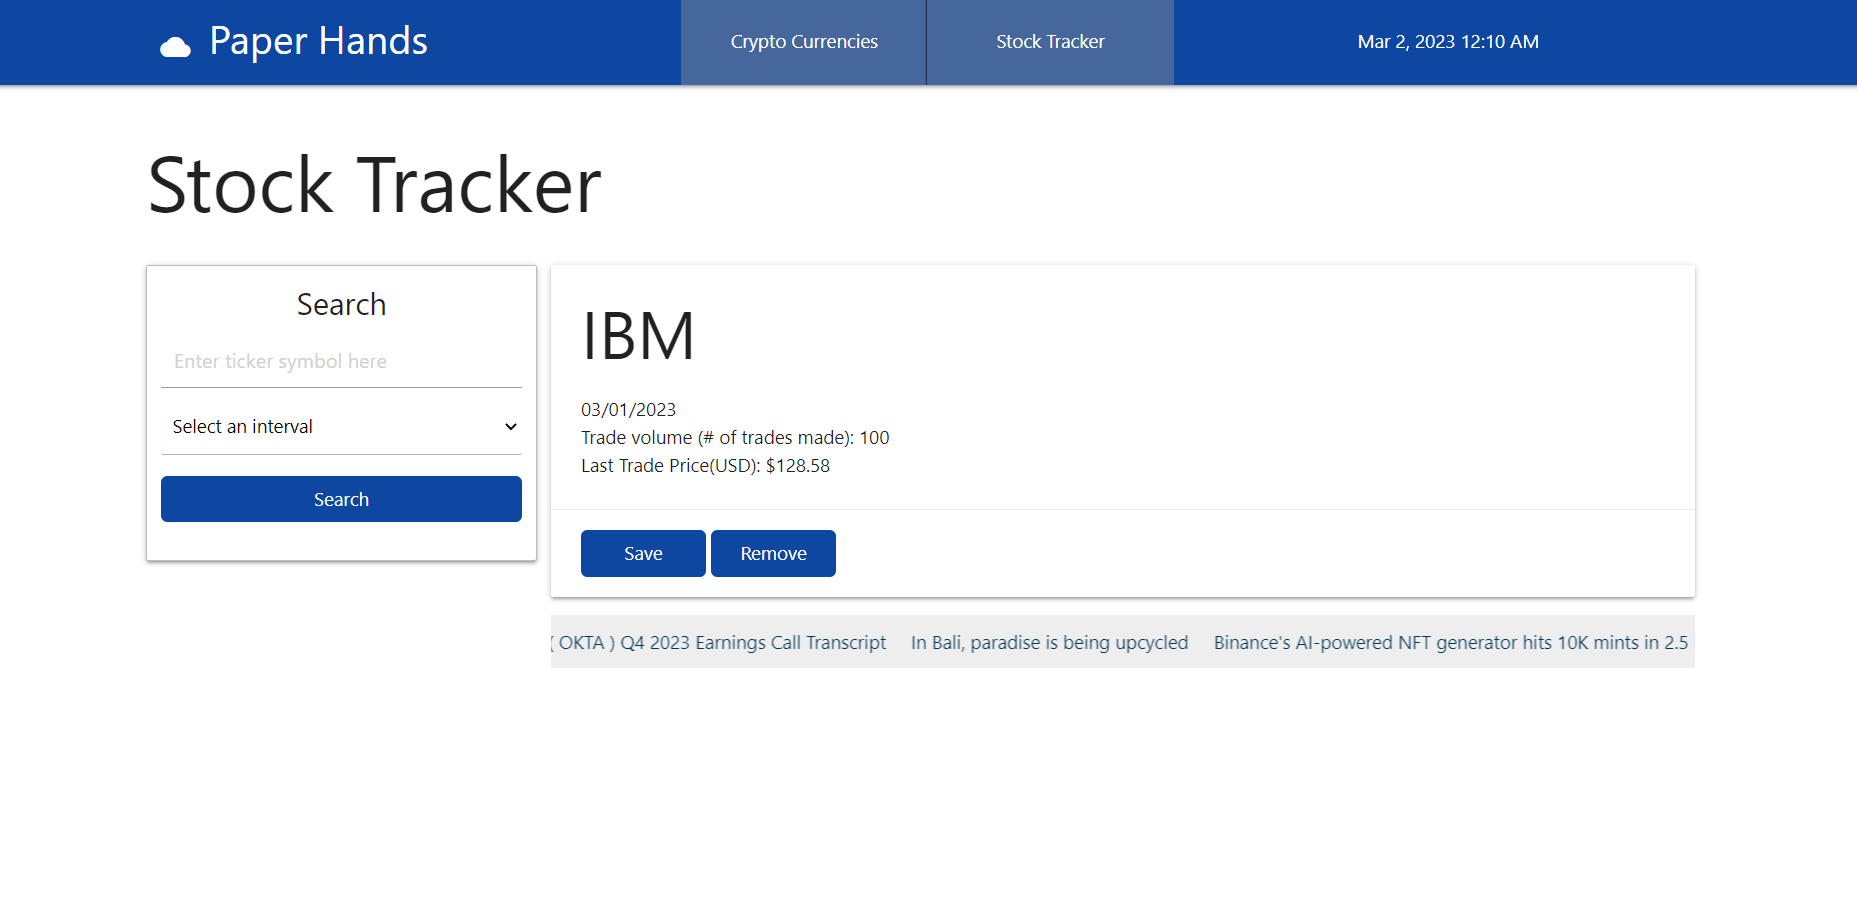 Paper Hands
Crypto Currencies
Stock Tracker
Mar 2, 2023 12:10 AM
Stock Tracker
Search
Enter ticker symbol here
Select an interval
Search
IBM
03/01/2023
Trade volume (# of trades made): 100
Last Trade Price(USD): $128.58
Save
Remove
( OKTA ) Q4 2023 Earnings Call Transcript
In Bali, paradise is being upcycled
Binance's AI-powered NFT generator hits 10K mints in 2.5